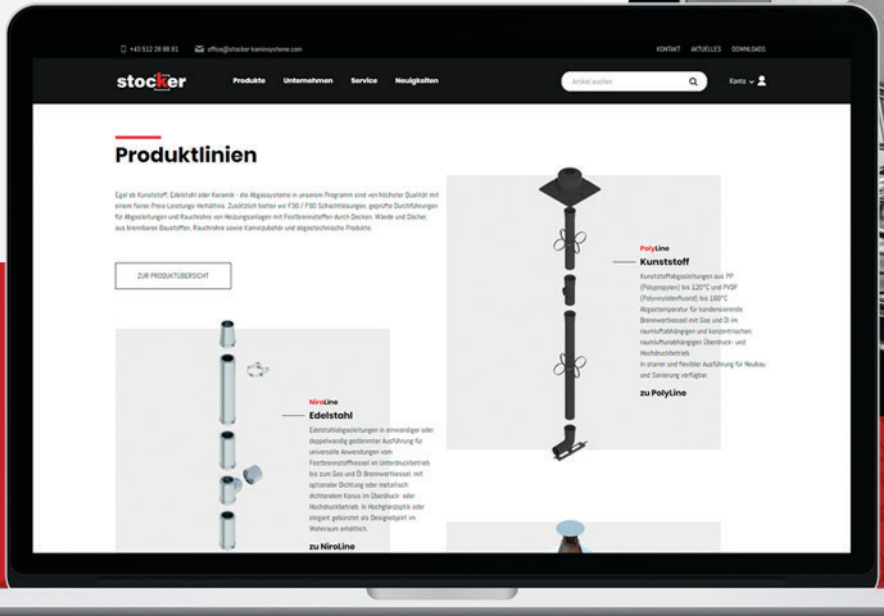 +43 512 28 88 81
office@stocker-kaminsysteme.com
KONTAKT AKTUELLES DOWNLOADS
stocker
Produkte Unternehmen Service Neuigkeiten
Artikel suchen
Konto
Produktlinien
Egal ob Kunststoff, Edelstahl oder Keramik - die Abgassysteme in unserem Programm sind von höchster Qualität mit
einem fairen Preis-Leistungs-Verhältnis. Zusätzlich bieten wir F30 / F90 Schachtlösungen, geprüfte Durchführungen
für Abgasleitungen und Rauchrohre von Heizungsanlagen mit Festbrennstoffen durch Decken, Wände und Dächer,
aus brennbaren Baustoffen, Rauchrohre sowie Kaminzubehör und abgastechnische Produkte.
ZUR PRODUKTÜBERSICHT
PolyLine
Kunststoff
Kunststoffabgasleitungen aus PP
(Polypropylen) bis 120°C und PVDF
(Polyvinylidenfluorid) bis 160°C
Abgastemperatur für kondensierende
Brennwertkessel mit Gas und Öl im
raumluftabhängigen und konzentrischen,
raumluftunabhängigen Überdruck- und
Hochdruckbetrieb.
In starrer und flexibler Ausführung für Neubau
und Sanierung verfügbar.
zu PolyLine
NiroLine
Edelstahl
Edelstahlabgasleitungen in einwandiger oder
doppelwandig gedämmter Ausführung für
universelle Anwendungen vom
Festbrennstoffkessel im Unterdruckbetrieb
bis zum Gas und Öl Brennwertkessel, mit
optionaler Dichtung oder metallisch
dichtendem Konus im Überdruck- oder
Hochdruckbetrieb. In Hochglanzoptik oder
elegant gebürstet als Designobjekt im
Wohnraum erhältlich.
zu NiroLine